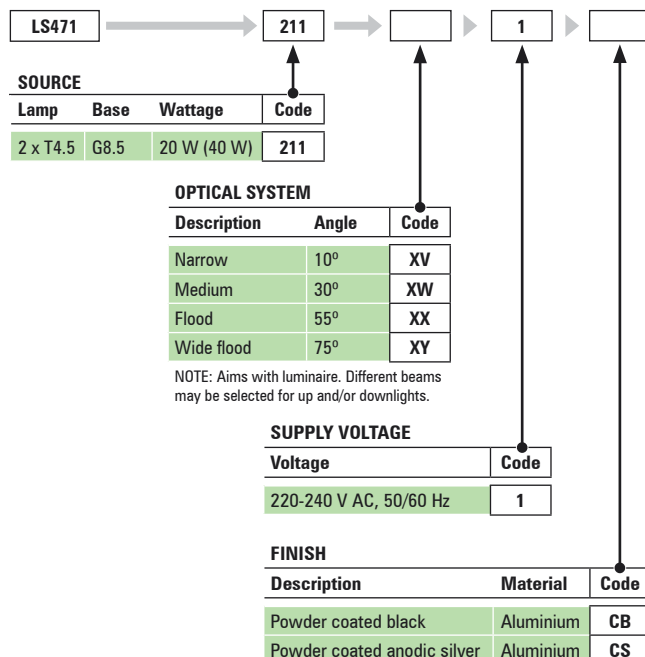 LS471 211 1
SOURCE
Lamp Base Wattage Code
2 x T4.5 G8.5 20 W (40 W) 211
OPTICAL SYSTEM
Description Angle Code
Narrow 10º XV
Medium 30º XW
Flood 55º XX
Wide flood 75º XY
NOTE: Aims with luminaire. Different beams
may be selected for up and/or downlights.
SUPPLY VOLTAGE
Voltage Code
220-240 V AC, 50/60 Hz 1
FINISH
Description Material Code
Powder coated black Aluminium CB
Powder coated anodic silver Aluminium CS